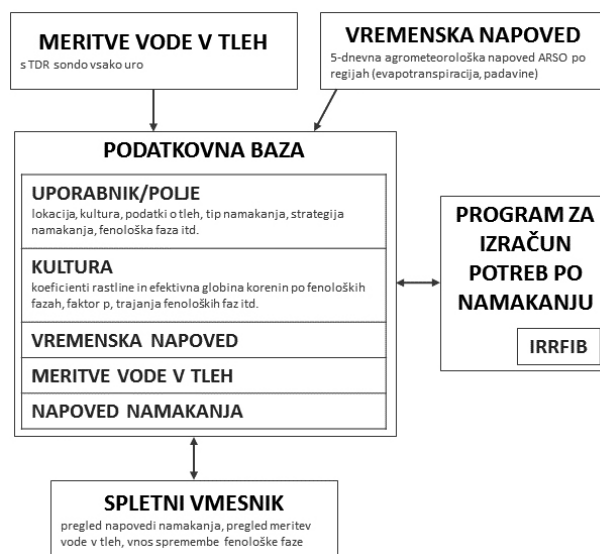 MERITVE VODE V TLEH
s TDR sondo vsako uro
VREMENSKA NAPOVED
5-dnevna agrometeorološka napoved ARSO po
regijah (evapotranspiracija, padavine)
PODATKOVNA BAZA
UPORABNIK/POLJE
lokacija, kultura, podatki o tleh, tip namakanja, strategija
namakanja, fenološka faza itd.
KULTURA
koeficienti rastline in efektivna globina korenin po fenoloških
fazah, faktor p, trajanja fenoloških faz itd.
VREMENSKA NAPOVED
MERITVE VODE V TLEH
NAPOVED NAMAKANJA
PROGRAM ZA
IZRAČUN
POTREB PO
NAMAKANJU
IRRFIB
SPLETNI VMESNIK
pregled napovedi namakanja, pregled meritev
vode v tleh, vnos spremembe fenološke faze